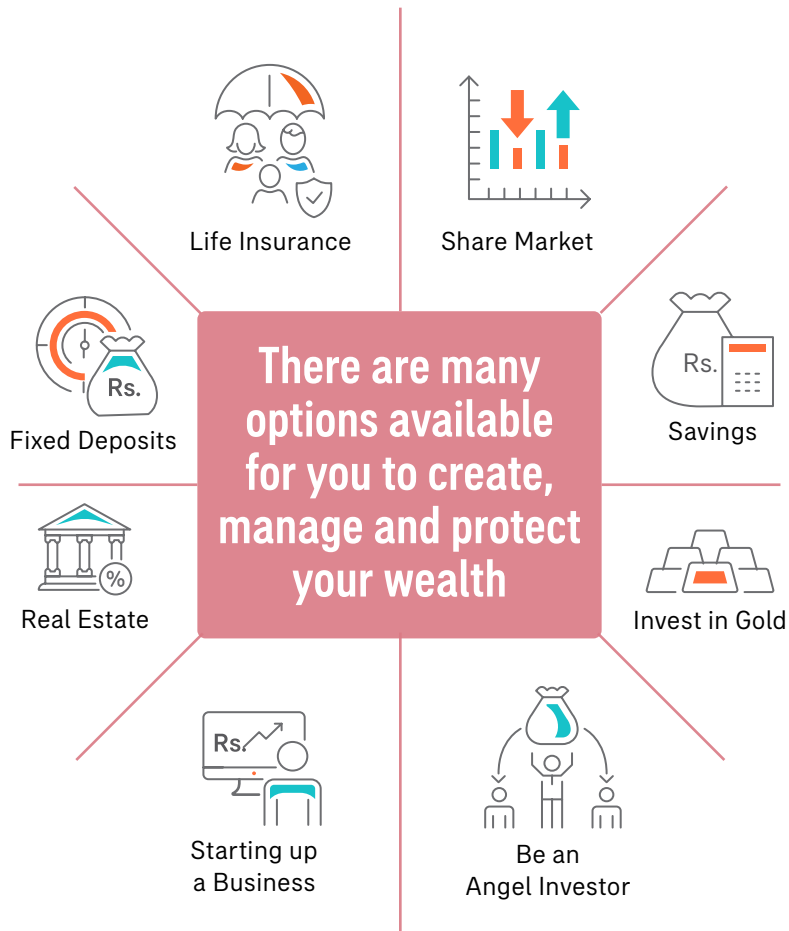 Life Insurance
Share Market
Rs.
Savings
Rs.
Fixed Deposits
There are many
options available
for you to create,
manage and protect
your wealth
%
Real Estate
Invest in Gold
Rs.
Starting up
a Business
Be an
Angel Investor